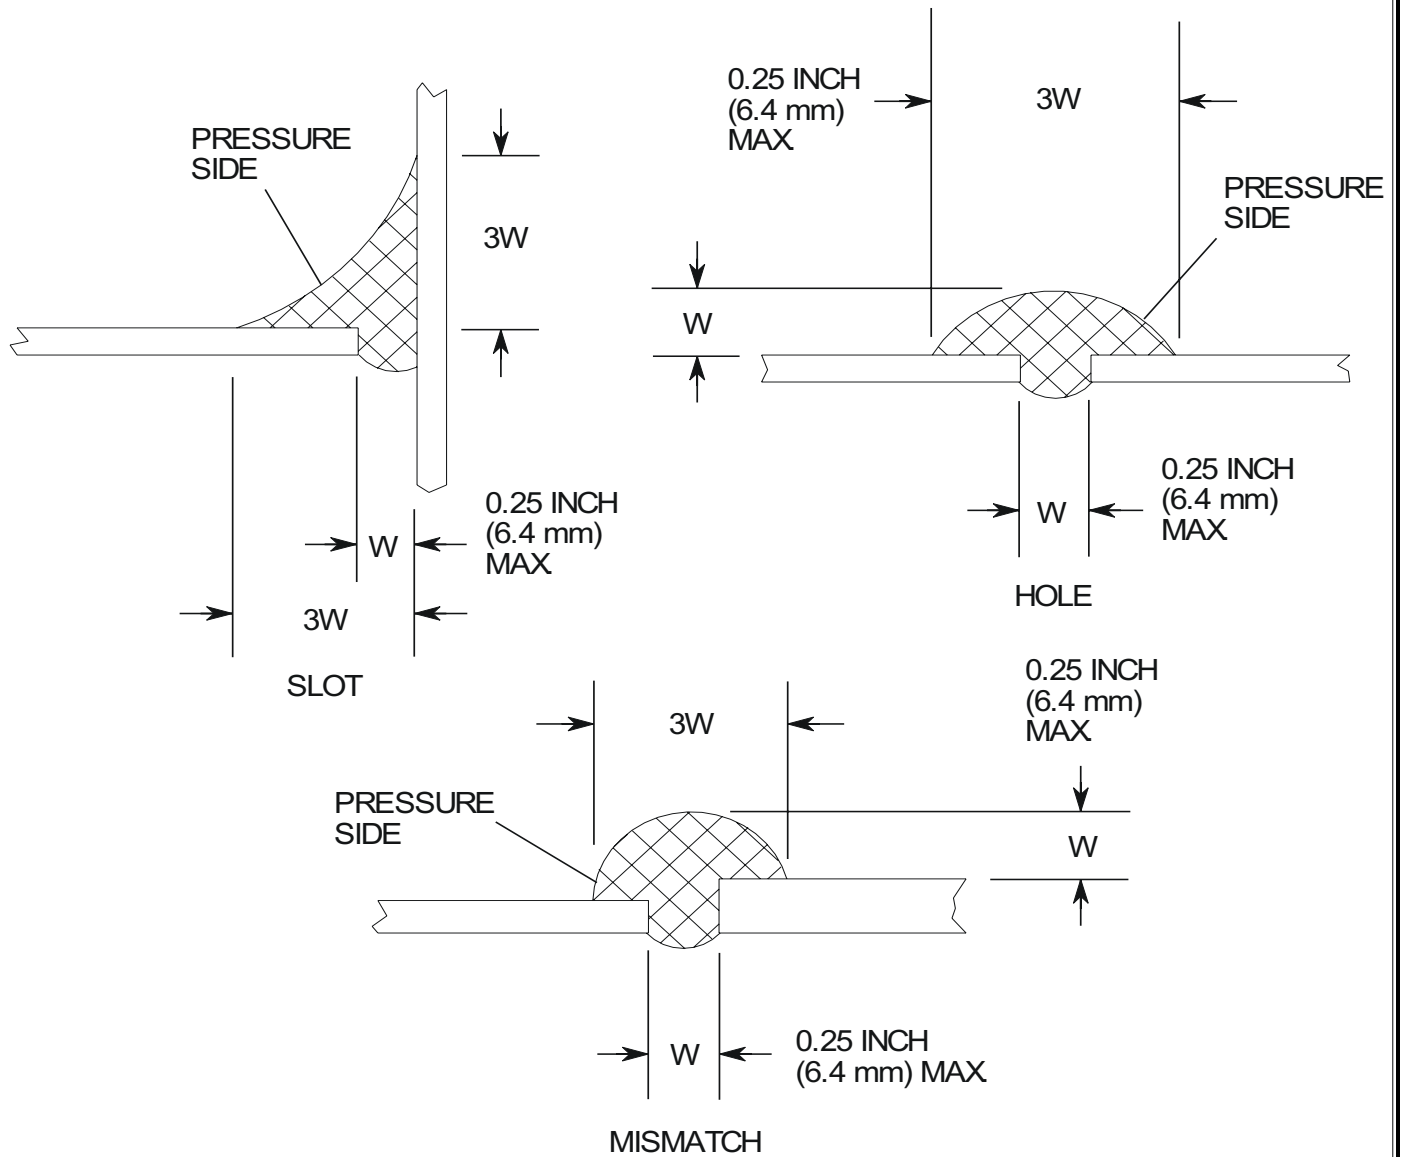 PRESSURE
SIDE
3W
0.25 INCH
(6.4 mm)
MAX.
W
3W
SLOT
0.25 INCH
(6.4 mm)
MAX.
3W
PRESSURE
SIDE
W
W
0.25 INCH
(6.4 mm)
MAX.
HOLE
0.25 INCH
(6.4 mm)
MAX.
3W
PRESSURE
SIDE
W
W
0.25 INCH
(6.4 mm) MAX.
MISMATCH